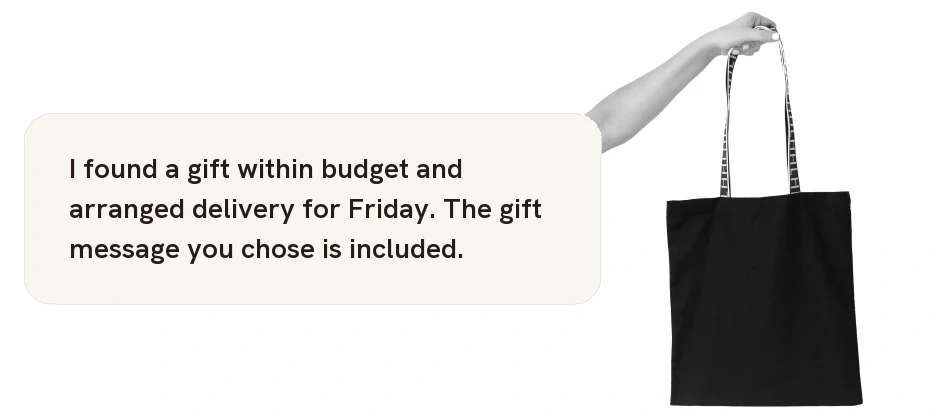 I found a gift within budget and
arranged delivery for Friday. The gift
message you chose is included.